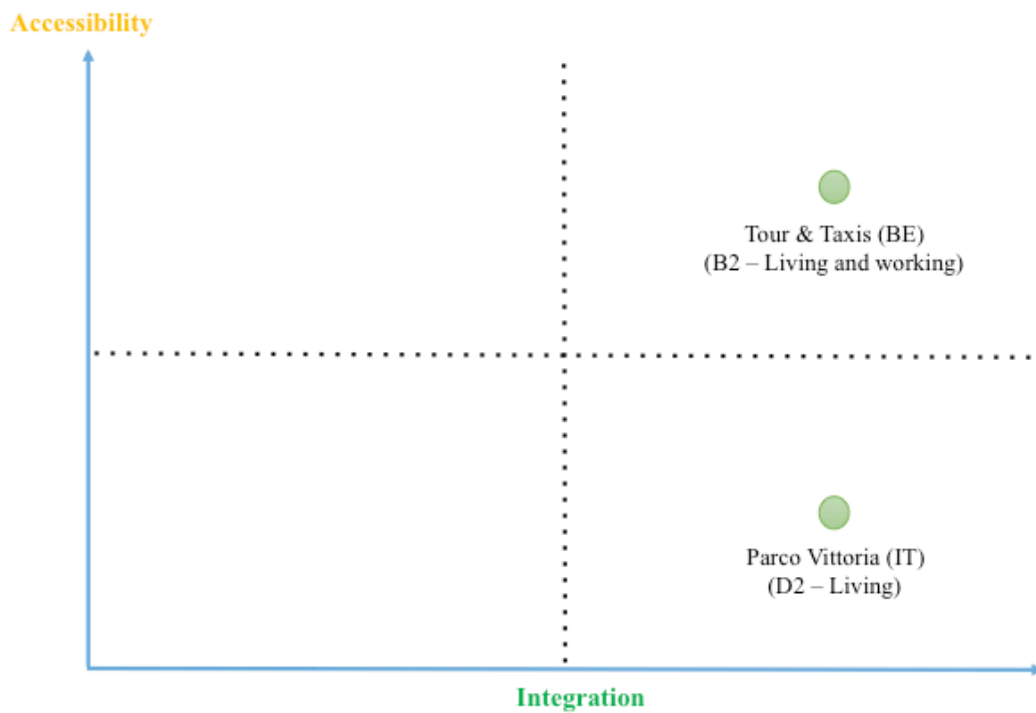 Accessibility
Tour & Taxis (BE)
(B2 – Living and working)
Parco Vittoria (IT)
(D2 – Living)
Integration